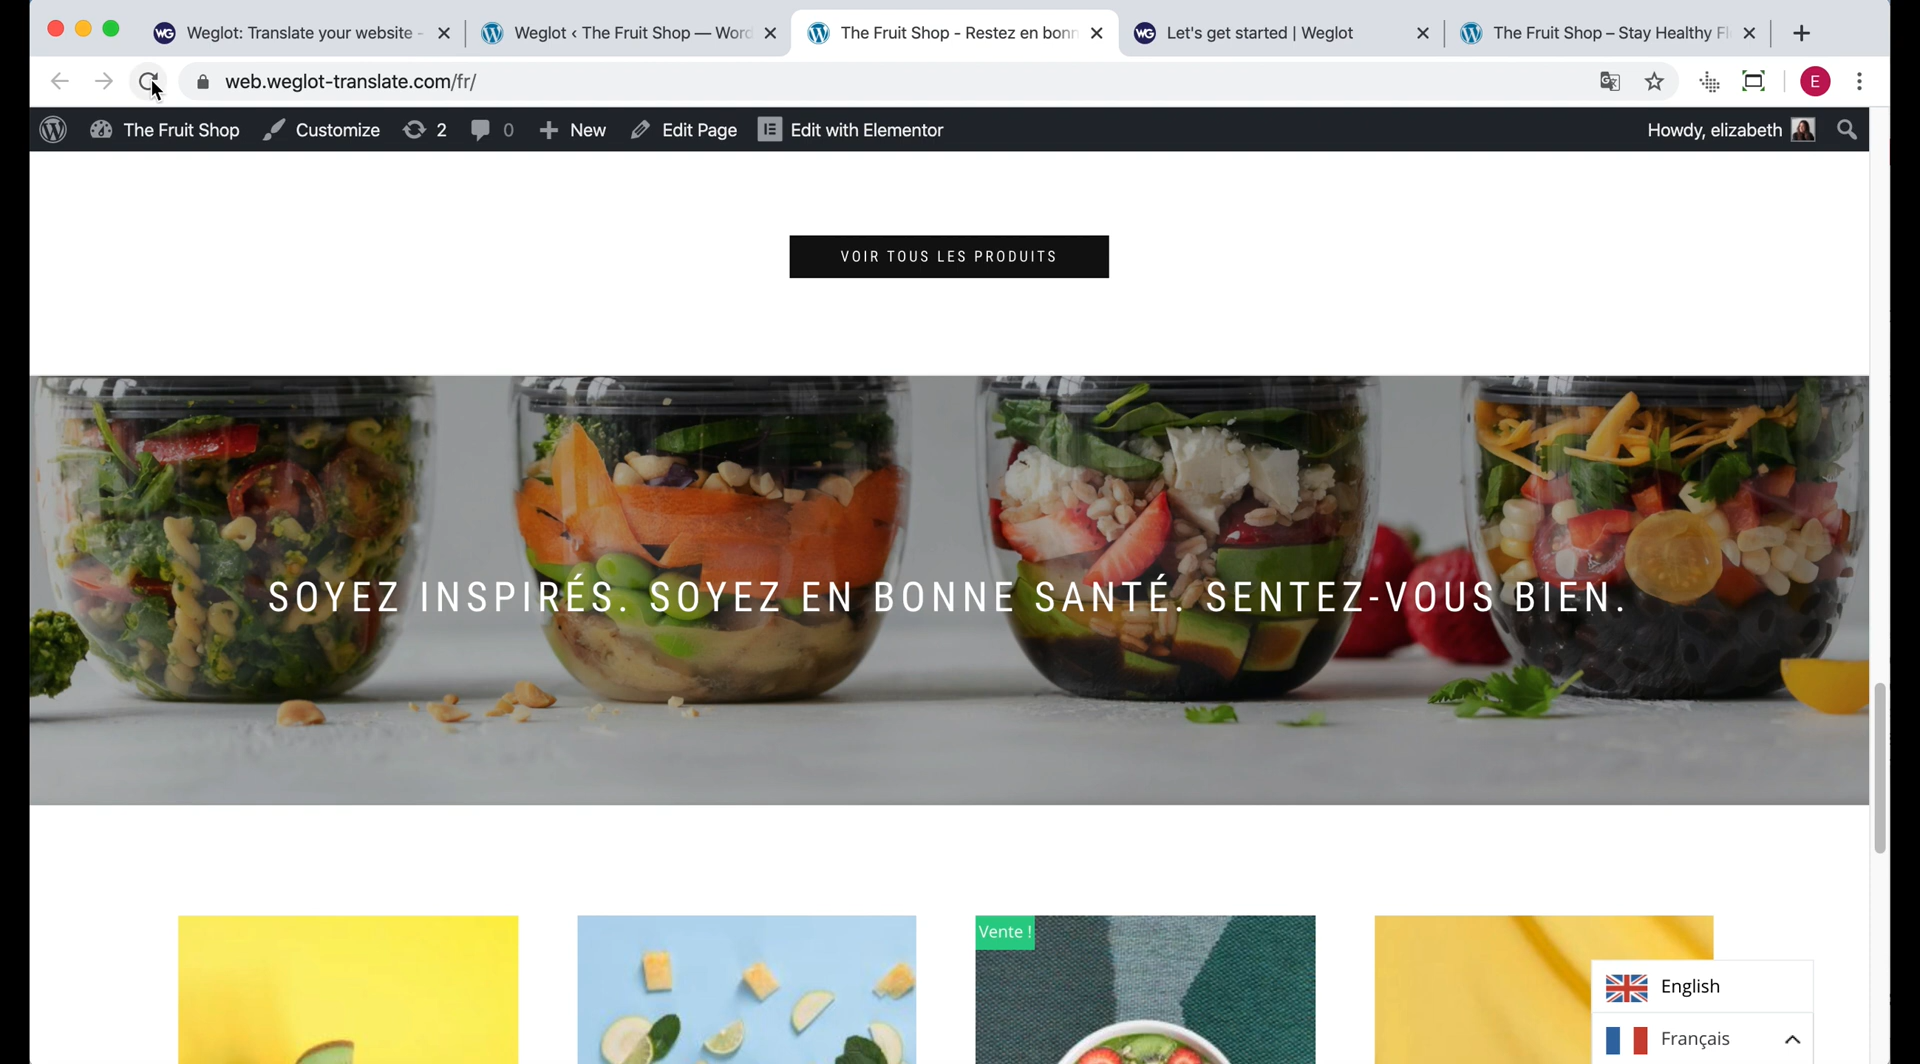 Weglot: Translate your website -
Weglot ‹ The Fruit Shop — Word
The Fruit Shop - Restez en bonn
Let's get started | Weglot
The Fruit Shop – Stay Healthy Fl
web.weglot-translate.com/fr/
E
The Fruit Shop
Customize
2
0
New
Edit Page
Edit with Elementor
Howdy, elizabeth
VOIR TOUS LES PRODUITS
SOYEZ INSPIRÉS. SOYEZ EN BONNE SANTÉ. SENTEZ-VOUS BIEN.
Vente !
English
Français